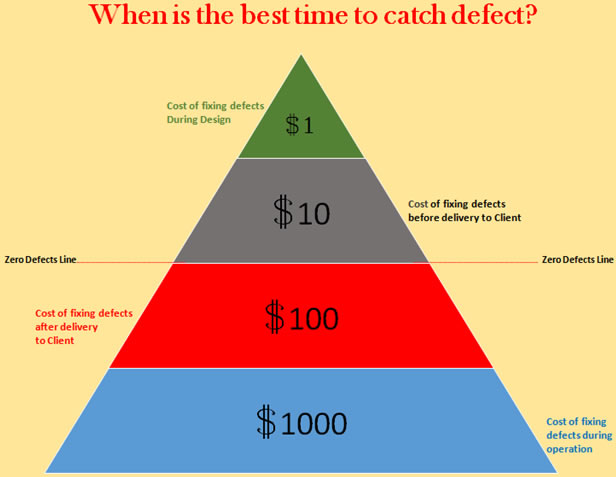 When is the best time to catch defect?
Cost of fixing defects
During Design
$1
$10
Cost of fixing defects
before delivery to Client
Zero Defects Line
Zero Defects Line
Cost of fixing defects
after delivery
to Client
$100
$1000
Cost of fixing
defects during
operation